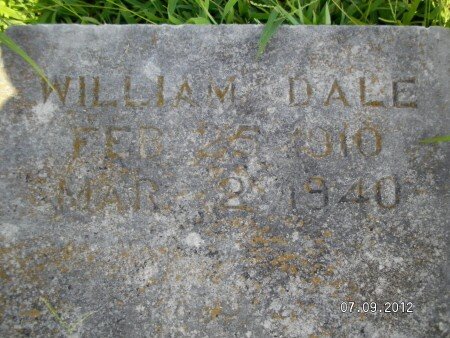 WILLIAM DALE
FEB 25 1910
MAR 2 1940
07.09.2012